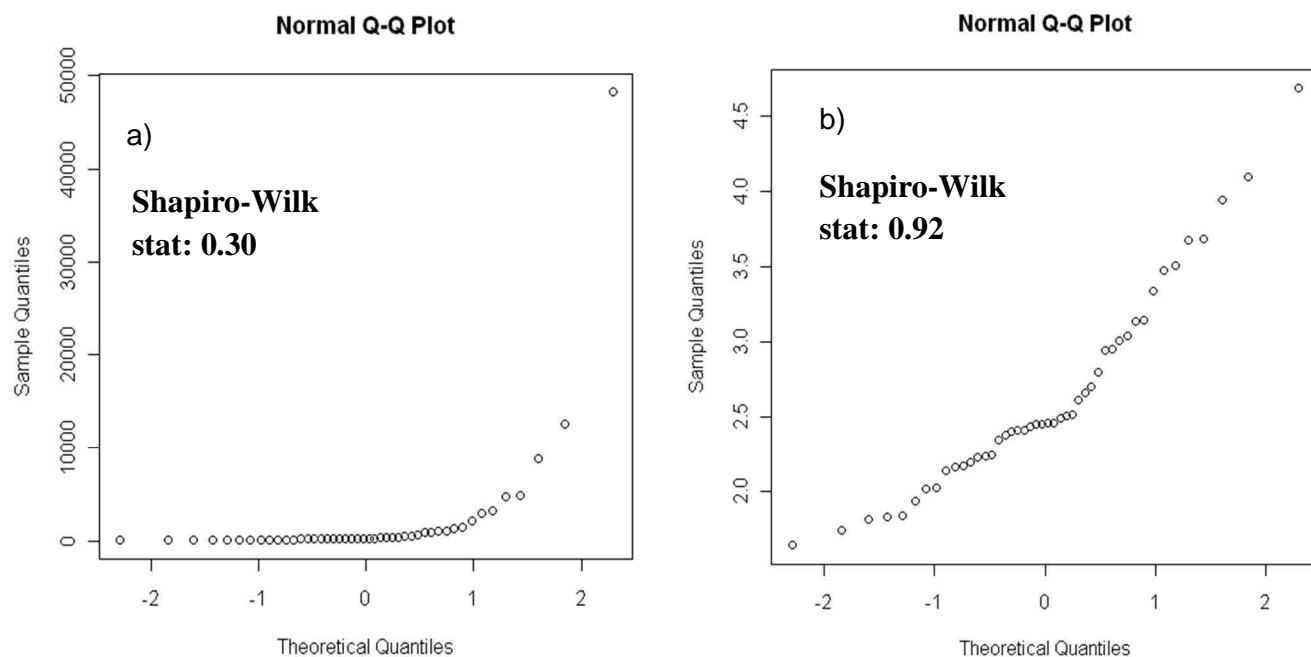 Normal Q-Q Plot
a)
Shapiro-Wilk
stat: 0.30
Sample Quantiles
50000
40000
30000
20000
10000
0
-2 -1 0 1 2
Theoretical Quantiles
Normal Q-Q Plot
b)
Shapiro-Wilk
stat: 0.92
Sample Quantiles
4.5
4.0
3.5
3.0
2.5
2.0
-2 -1 0 1 2
Theoretical Quantiles